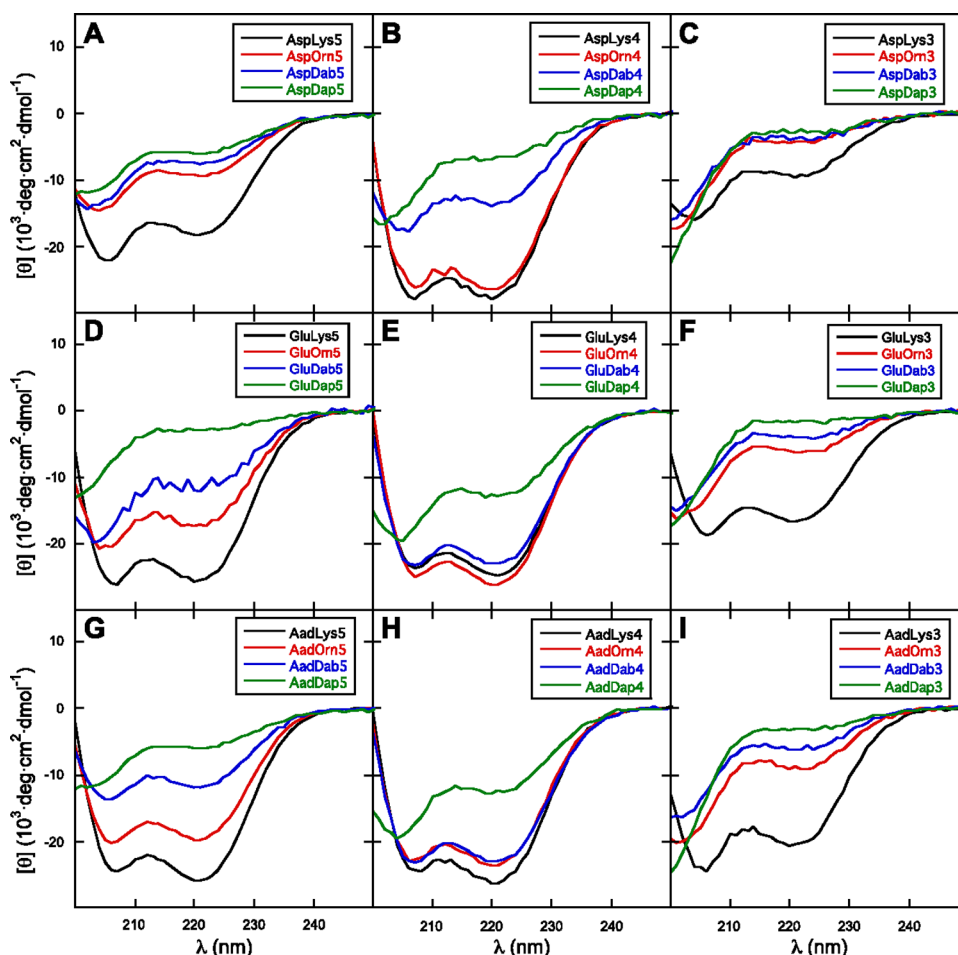 A
AspLys5
AspOrn5
AspDab5
AspDap5
B
AspLys4
AspOrn4
AspDab4
AspDap4
C
AspLys3
AspOrn3
AspDab3
AspDap3
10
0
-10
-20
[θ] (10³·deg·cm²·dmol⁻¹)
D
GluLys5
GluOrn5
GluDab5
GluDap5
E
GluLys4
GluOrn4
GluDab4
GluDap4
F
GluLys3
GluOrn3
GluDab3
GluDap3
10
0
-10
-20
[θ] (10³·deg·cm²·dmol⁻¹)
G
AadLys5
AadOrn5
AadDab5
AadDap5
H
AadLys4
AadOrn4
AadDab4
AadDap4
I
AadLys3
AadOrn3
AadDab3
AadDap3
10
0
-10
-20
[θ] (10³·deg·cm²·dmol⁻¹)
210 220 230 240 210 220 230 240 210 220 230 240
λ (nm) λ (nm) λ (nm)